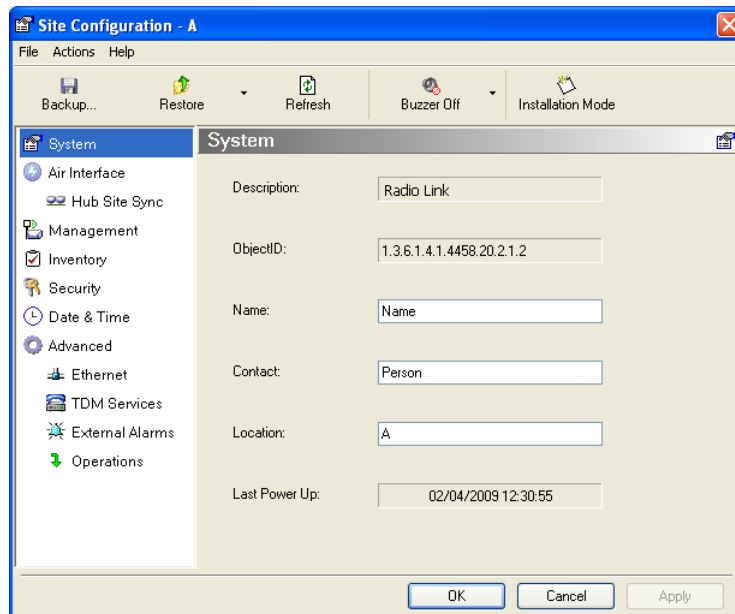 Site Configuration - A
File Actions Help
Backup... Restore Refresh Buzzer Off Installation Mode
System
Air Interface
Hub Site Sync
Management
Inventory
Security
Date & Time
Advanced
Ethernet
TDM Services
External Alarms
Operations
System
Description: Radio Link
ObjectID: 1.3.6.1.4.1.4458.20.2.1.2
Name: Name
Contact: Person
Location: A
Last Power Up: 02/04/2009 12:30:55
OK Cancel Apply